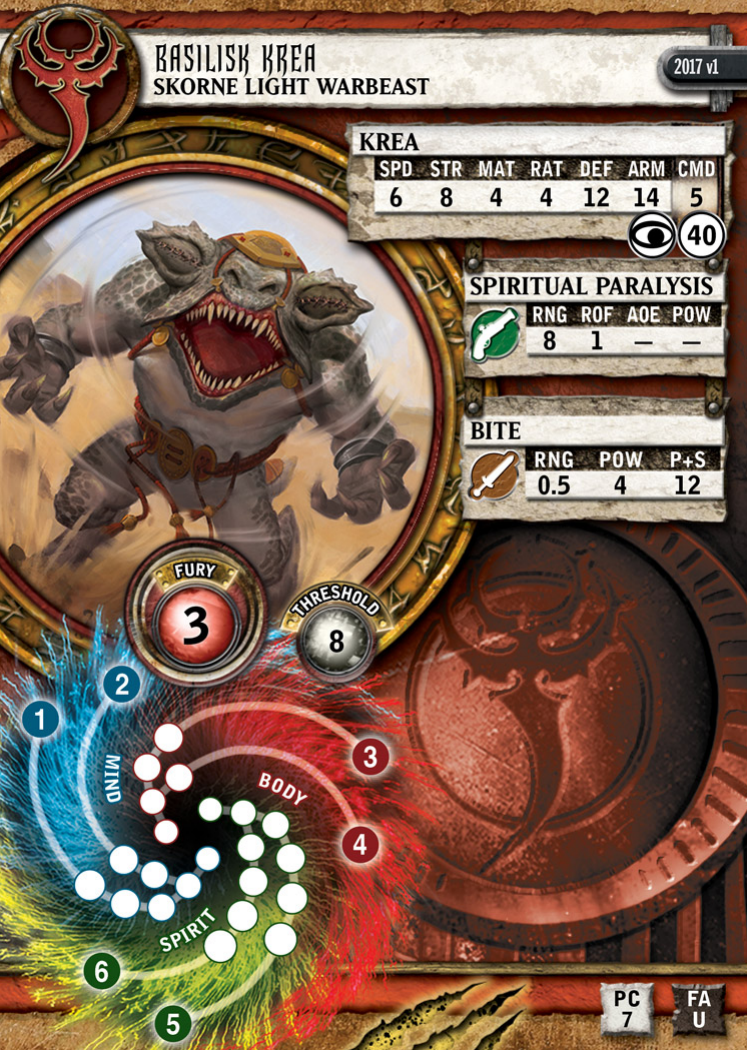 BASILISK KREA
SKORNE LIGHT WARBEAST
2017 v1
KREA
SPD STR MAT RAT DEF ARM CMD
6 8 4 4 12 14 5
40
SPIRITUAL PARALYSIS
RNG ROF AOE POW
8 1 — —
BITE
RNG POW P+S
0.5 4 12
FURY
3
THRESHOLD
8
1
2
3
4
5
6
MIND
BODY
SPIRIT
PC
7
FA
U